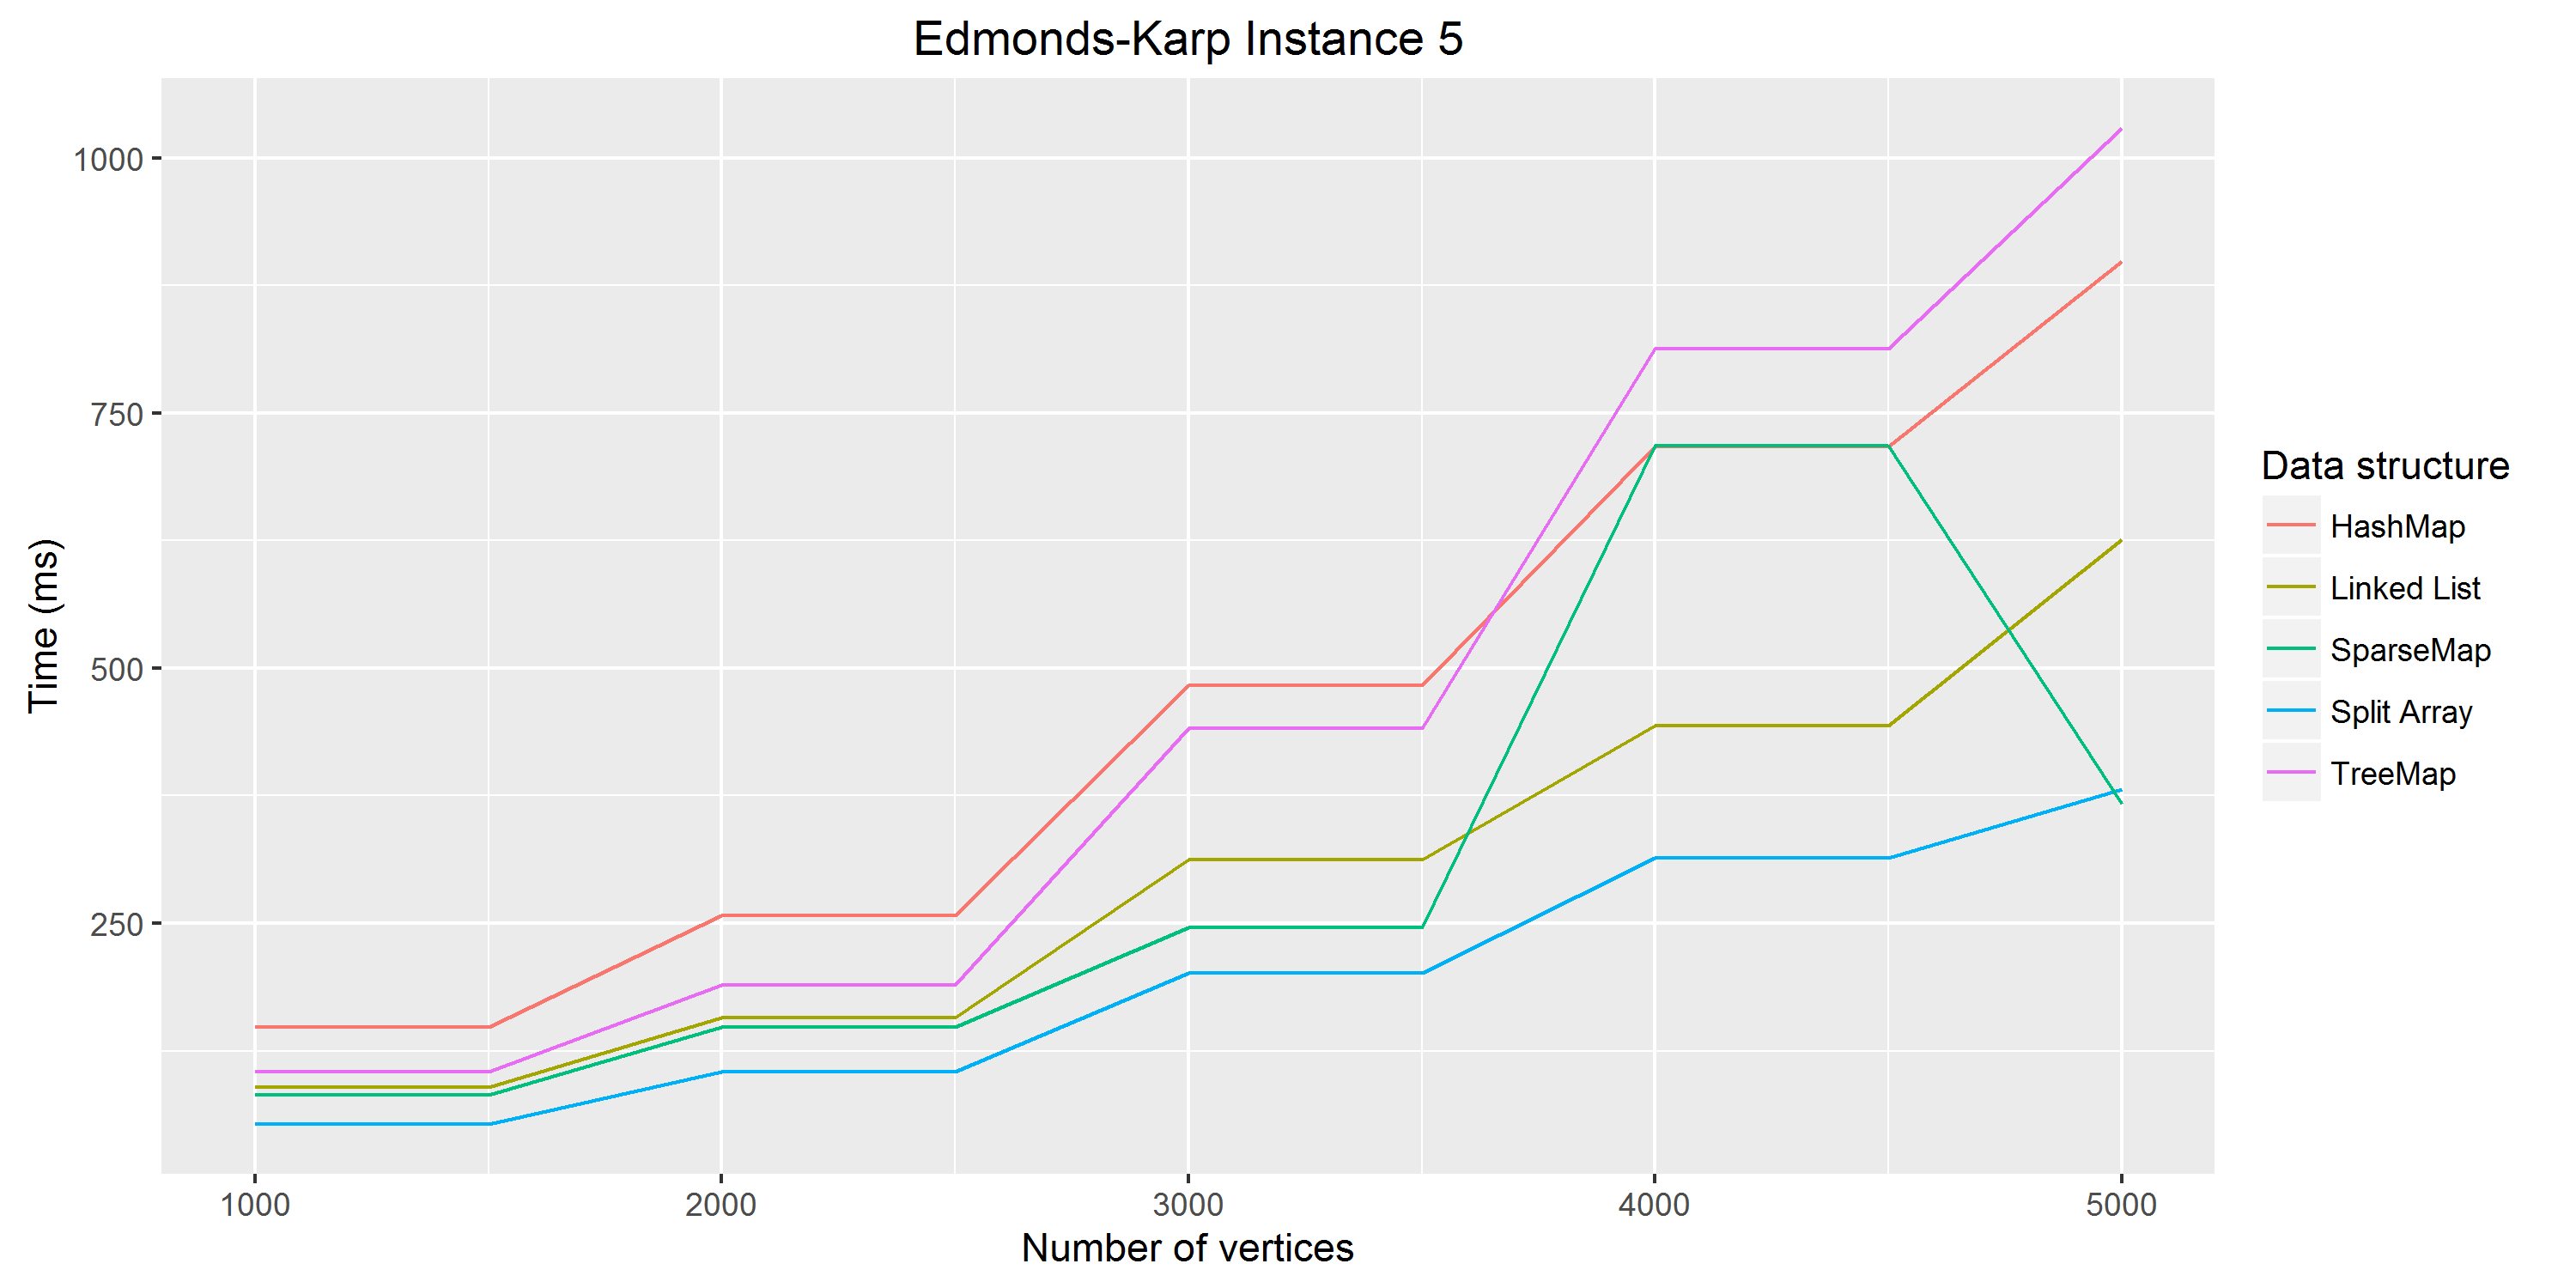 Edmonds-Karp Instance 5
Time (ms)
1000
750
500
250
1000 2000 3000 4000 5000
Number of vertices
Data structure
HashMap
Linked List
SparseMap
Split Array
TreeMap